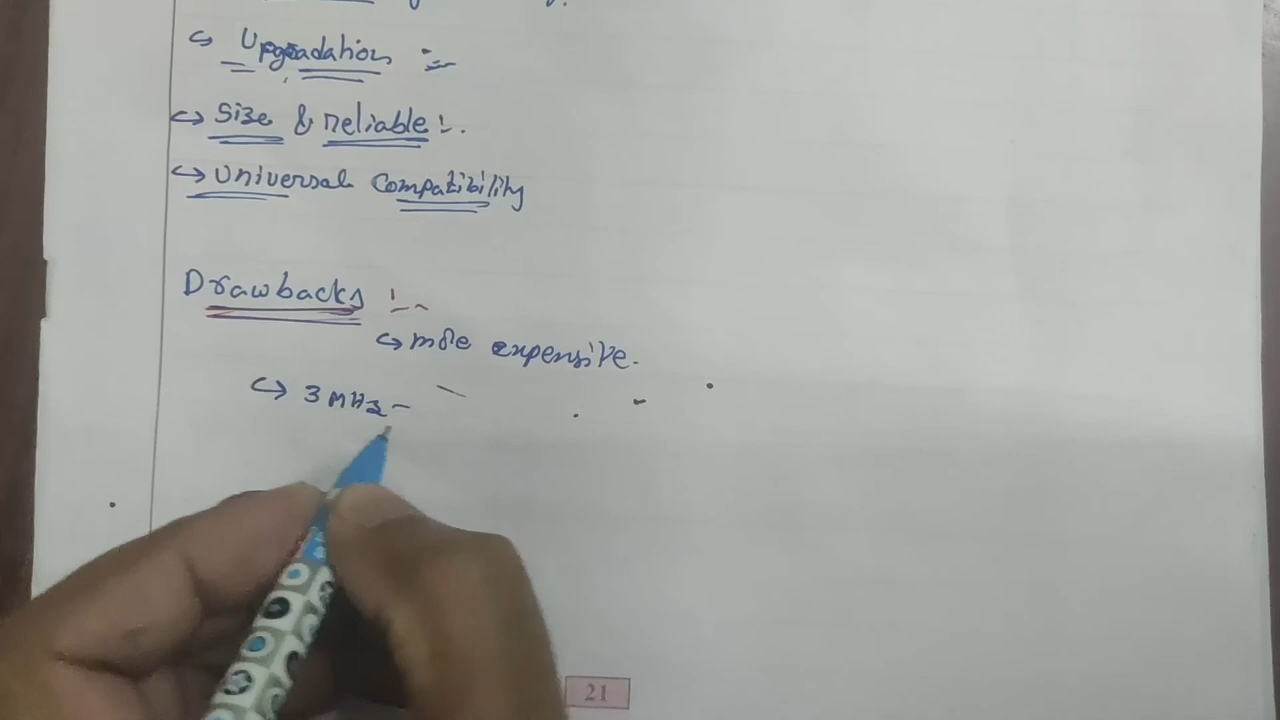 ↪ Upgradation :-
↪ Size & reliable :.
↪ Universal Compatibility
Drawbacks :-
↪ more expensive.
↪ 3 MHz -
21